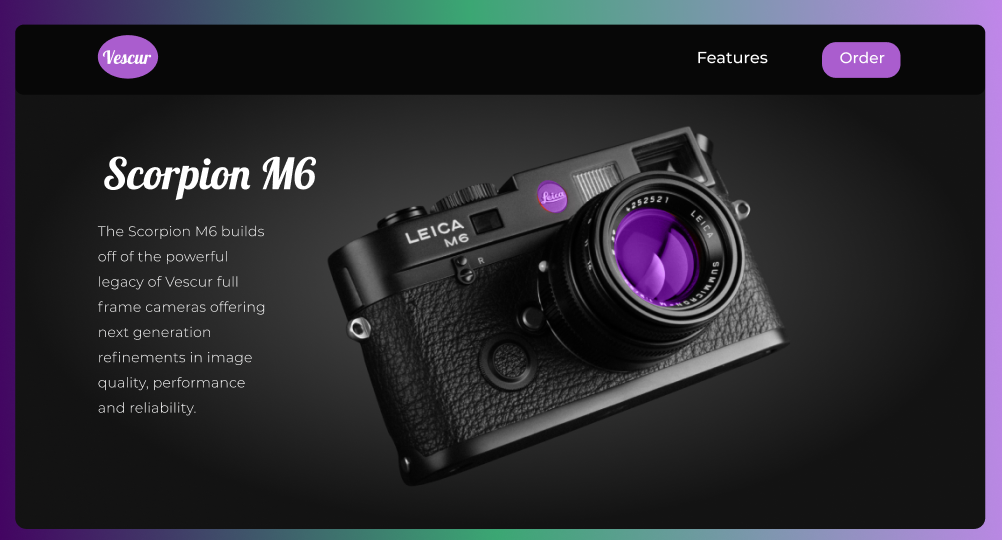 Vescur
Features
Order
Scorpion M6
The Scorpion M6 builds
off of the powerful
legacy of Vescur full
frame cameras offering
next generation
refinements in image
quality, performance
and reliability.
LEICA
M6
Leica
R
4252521
LEICA